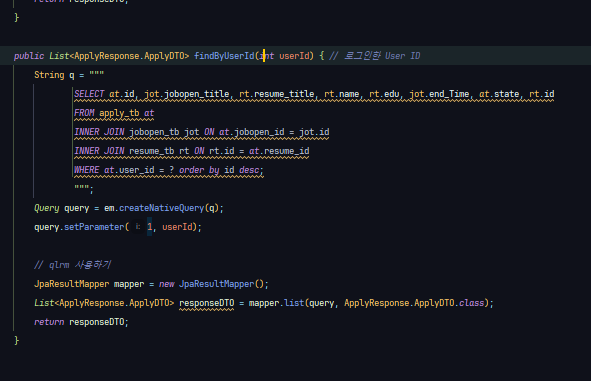 return responseDTO;
}
public List<ApplyResponse.ApplyDTO> findByUserId(int userId) { // 로그인한 User ID
String q = """
SELECT at.id, jot.jobopen_title, rt.resume_title, rt.name, rt.edu, jot.end_Time, at.state, rt.id
FROM apply_tb at
INNER JOIN jobopen_tb jot ON at.jobopen_id = jot.id
INNER JOIN resume_tb rt ON rt.id = at.resume_id
WHERE at.user_id = ? order by id desc;
""";
Query query = em.createNativeQuery(q);
query.setParameter( i: 1, userId);
// qlrm 사용하기
JpaResultMapper mapper = new JpaResultMapper();
List<ApplyResponse.ApplyDTO> responseDTO = mapper.list(query, ApplyResponse.ApplyDTO.class);
return responseDTO;
}